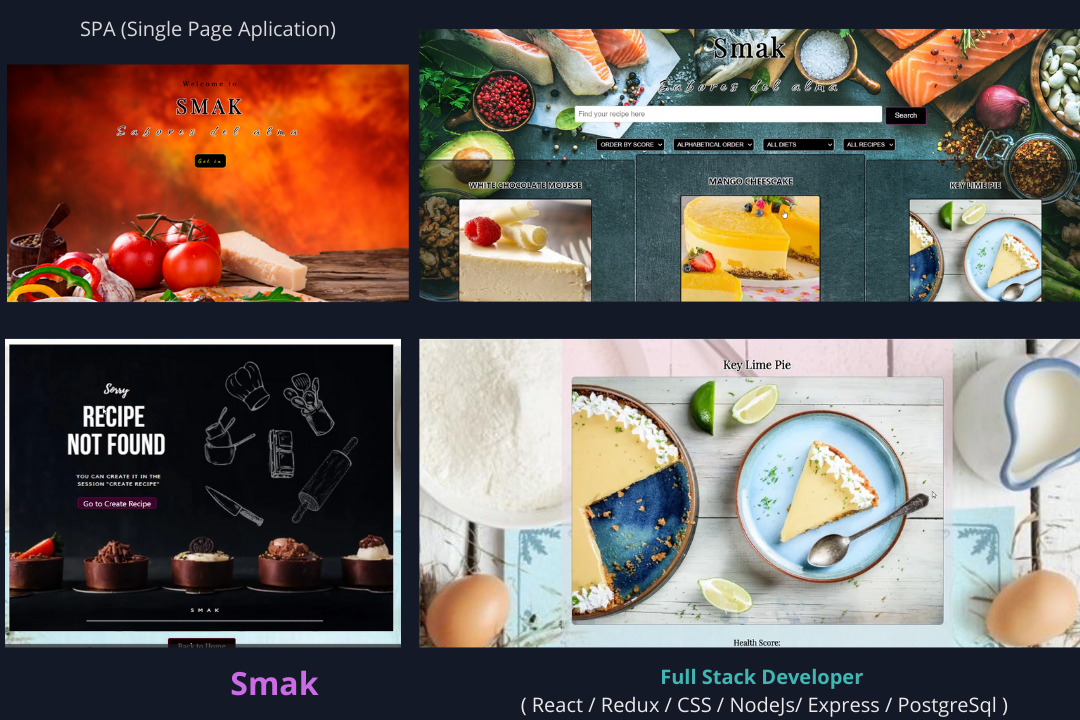 SPA (Single Page Aplication)
Welcome to
SMAK
Sabores del alma
Get in
Smak
Sabores del alma
Find your recipe here
Search
ORDER BY SCORE
ALPHABETICAL ORDER
ALL DIETS
ALL RECIPES
WHITE CHOCOLATE MOUSSE
MANGO CHEESCAKE
KEY LIME PIE
Sorry
RECIPE
NOT FOUND
YOU CAN CREATE IT IN THE
SESSION "CREATE RECIPE"
Go to Create Recipe
SMAK
Back to Home
Key Lime Pie
Health Score:
Smak
Full Stack Developer
( React / Redux / CSS / NodeJs/ Express / PostgreSql )